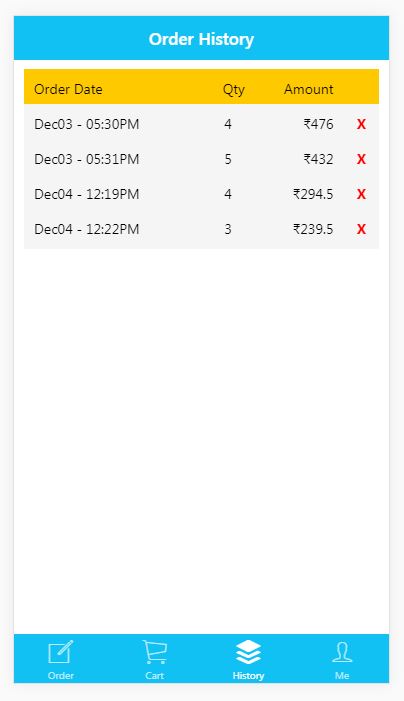 Order History
Order Date Qty Amount
Dec03 - 05:30PM 4 ₹476 X
Dec03 - 05:31PM 5 ₹432 X
Dec04 - 12:19PM 4 ₹294.5 X
Dec04 - 12:22PM 3 ₹239.5 X
Order Cart History Me